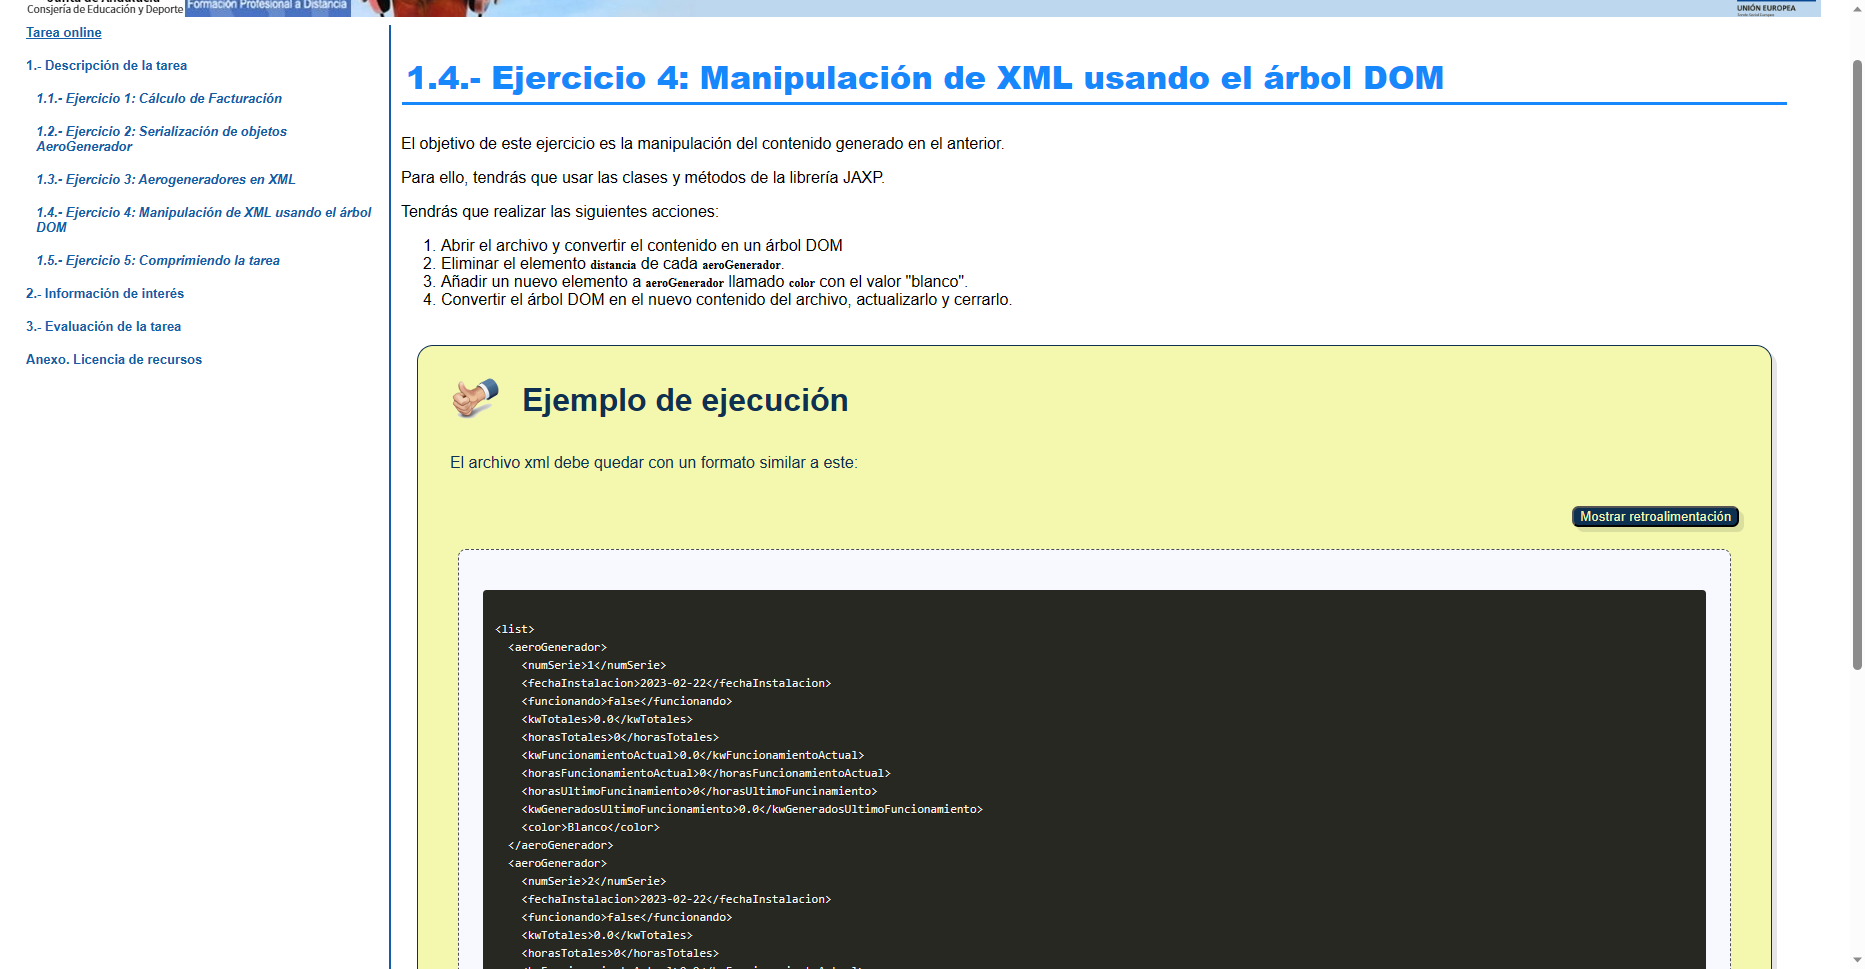 Consjería de Educación y Deporte
Formación Profesional a Distancia
UNIÓN EUROPEA
Tarea online
1.- Descripción de la tarea
1.1.- Ejercicio 1: Cálculo de Facturación
1.2.- Ejercicio 2: Serialización de objetos
AeroGenerador
1.3.- Ejercicio 3: Aerogeneradores en XML
1.4.- Ejercicio 4: Manipulación de XML usando el árbol
DOM
1.5.- Ejercicio 5: Comprimiendo la tarea
2.- Información de interés
3.- Evaluación de la tarea
Anexo. Licencia de recursos
1.4.- Ejercicio 4: Manipulación de XML usando el árbol DOM
El objetivo de este ejercicio es la manipulación del contenido generado en el anterior.
Para ello, tendrás que usar las clases y métodos de la librería JAXP.
Tendrás que realizar las siguientes acciones:
1. Abrir el archivo y convertir el contenido en un árbol DOM
2. Eliminar el elemento distancia de cada aeroGenerador.
3. Añadir un nuevo elemento a aeroGenerador llamado color con el valor "blanco".
4. Convertir el árbol DOM en el nuevo contenido del archivo, actualizarlo y cerrarlo.
Ejemplo de ejecución
El archivo xml debe quedar con un formato similar a este:
Mostrar retroalimentación
<list>
<aeroGenerador>
<numSerie>1</numSerie>
<fechaInstalacion>2023-02-22</fechaInstalacion>
<funcionando>false</funcionando>
<kwTotales>0.0</kwTotales>
<horasTotales>0</horasTotales>
<kwFuncionamientoActual>0.0</kwFuncionamientoActual>
<horasFuncionamientoActual>0</horasFuncionamientoActual>
<horasUltimoFuncinamiento>0</horasUltimoFuncinamiento>
<kwGeneradosUltimoFuncionamiento>0.0</kwGeneradosUltimoFuncionamiento>
<color>Blanco</color>
</aeroGenerador>
<aeroGenerador>
<numSerie>2</numSerie>
<fechaInstalacion>2023-02-22</fechaInstalacion>
<funcionando>false</funcionando>
<kwTotales>0.0</kwTotales>
<horasTotales>0</horasTotales>